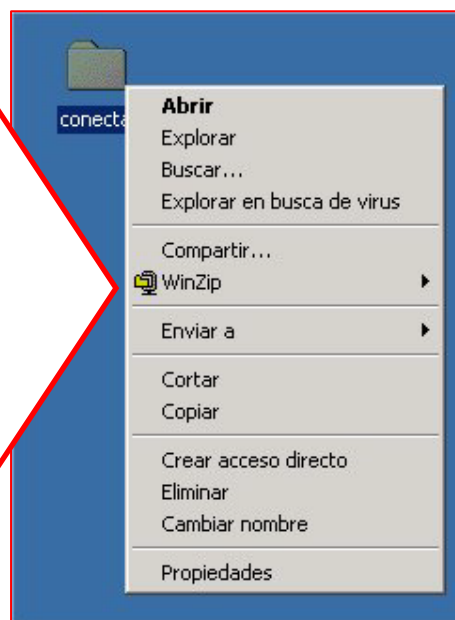 conecta
Abrir
Explorar
Buscar...
Explorar en busca de virus
Compartir...
WinZip
Enviar a
Cortar
Copiar
Crear acceso directo
Eliminar
Cambiar nombre
Propiedades